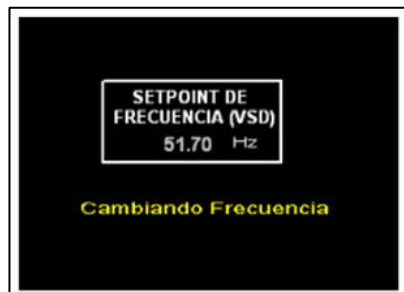 SETPOINT DE
FRECUENCIA (VSD)
51.70 Hz
Cambiando Frecuencia